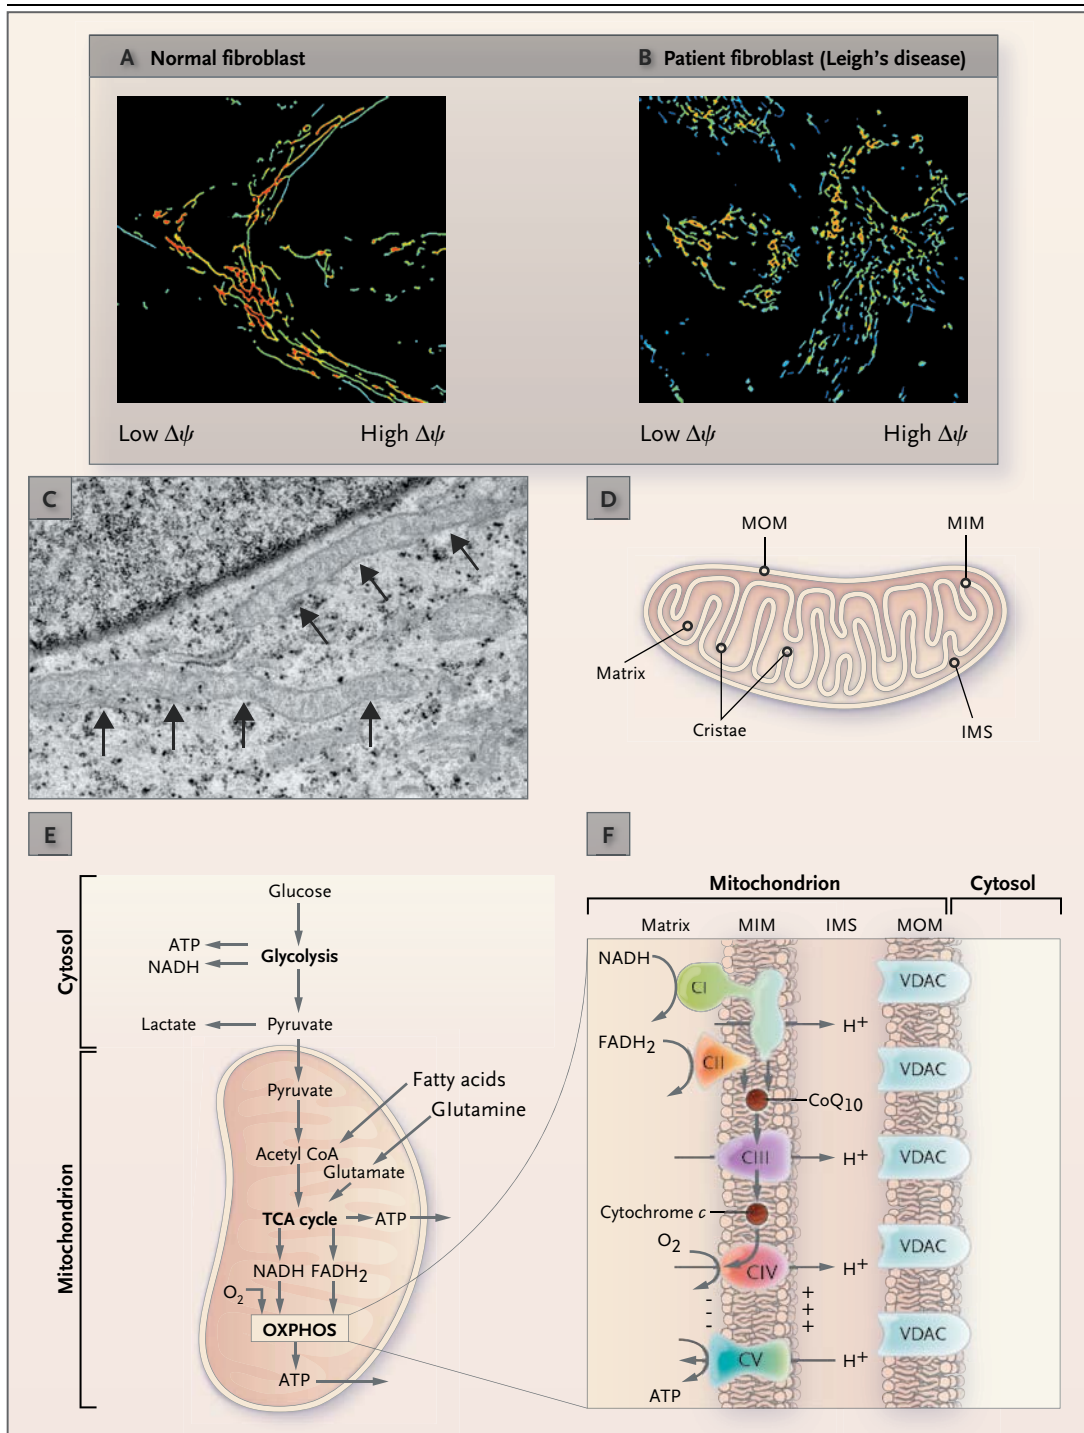 A Normal fibroblast
B Patient fibroblast (Leigh's disease)
Low Δψ
High Δψ
Low Δψ
High Δψ
C
D
MOM
MIM
Matrix
Cristae
IMS
E
Cytosol
Glucose
ATP
NADH
Glycolysis
Lactate
Pyruvate
Mitochondrion
Pyruvate
Fatty acids
Glutamine
Acetyl CoA
Glutamate
TCA cycle
ATP
NADH FADH2
O2
OXPHOS
ATP
F
Mitochondrion
Cytosol
Matrix
MIM
IMS
MOM
NADH
CI
VDAC
H+
FADH2
CII
VDAC
CoQ10
CIII
H+
VDAC
Cytochrome c
O2
CIV
H+
VDAC
- +
- +
- +
CV
H+
VDAC
ATP